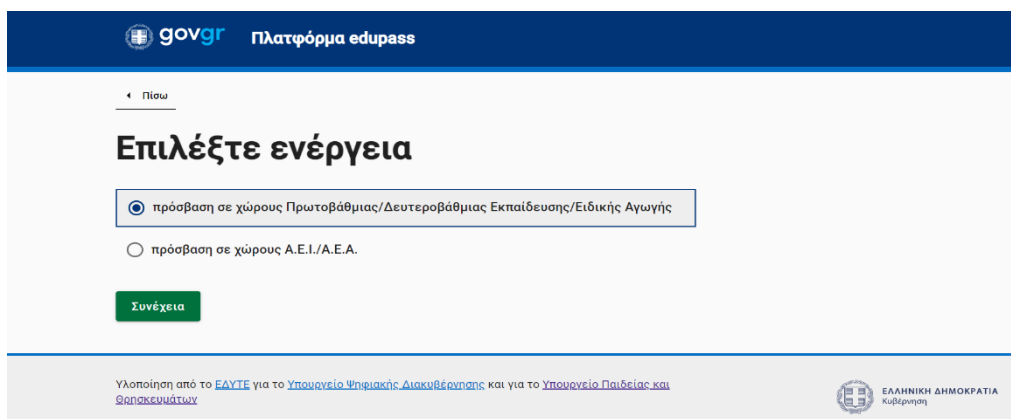 govgr Πλατφόρμα edupass
Πίσω
Επιλέξτε ενέργεια
πρόσβαση σε χώρους Πρωτοβάθμιας/Δευτεροβάθμιας Εκπαίδευσης/Ειδικής Αγωγής
πρόσβαση σε χώρους Α.Ε.Ι./Α.Ε.Α.
Συνέχεια
Υλοποίηση από το ΕΔΥΤΕ για το Υπουργείο Ψηφιακής Διακυβέρνησης και για το Υπουργείο Παιδείας και
Θρησκευμάτων
ΕΛΛΗΝΙΚΗ ΔΗΜΟΚΡΑΤΙΑ
Κυβέρνηση